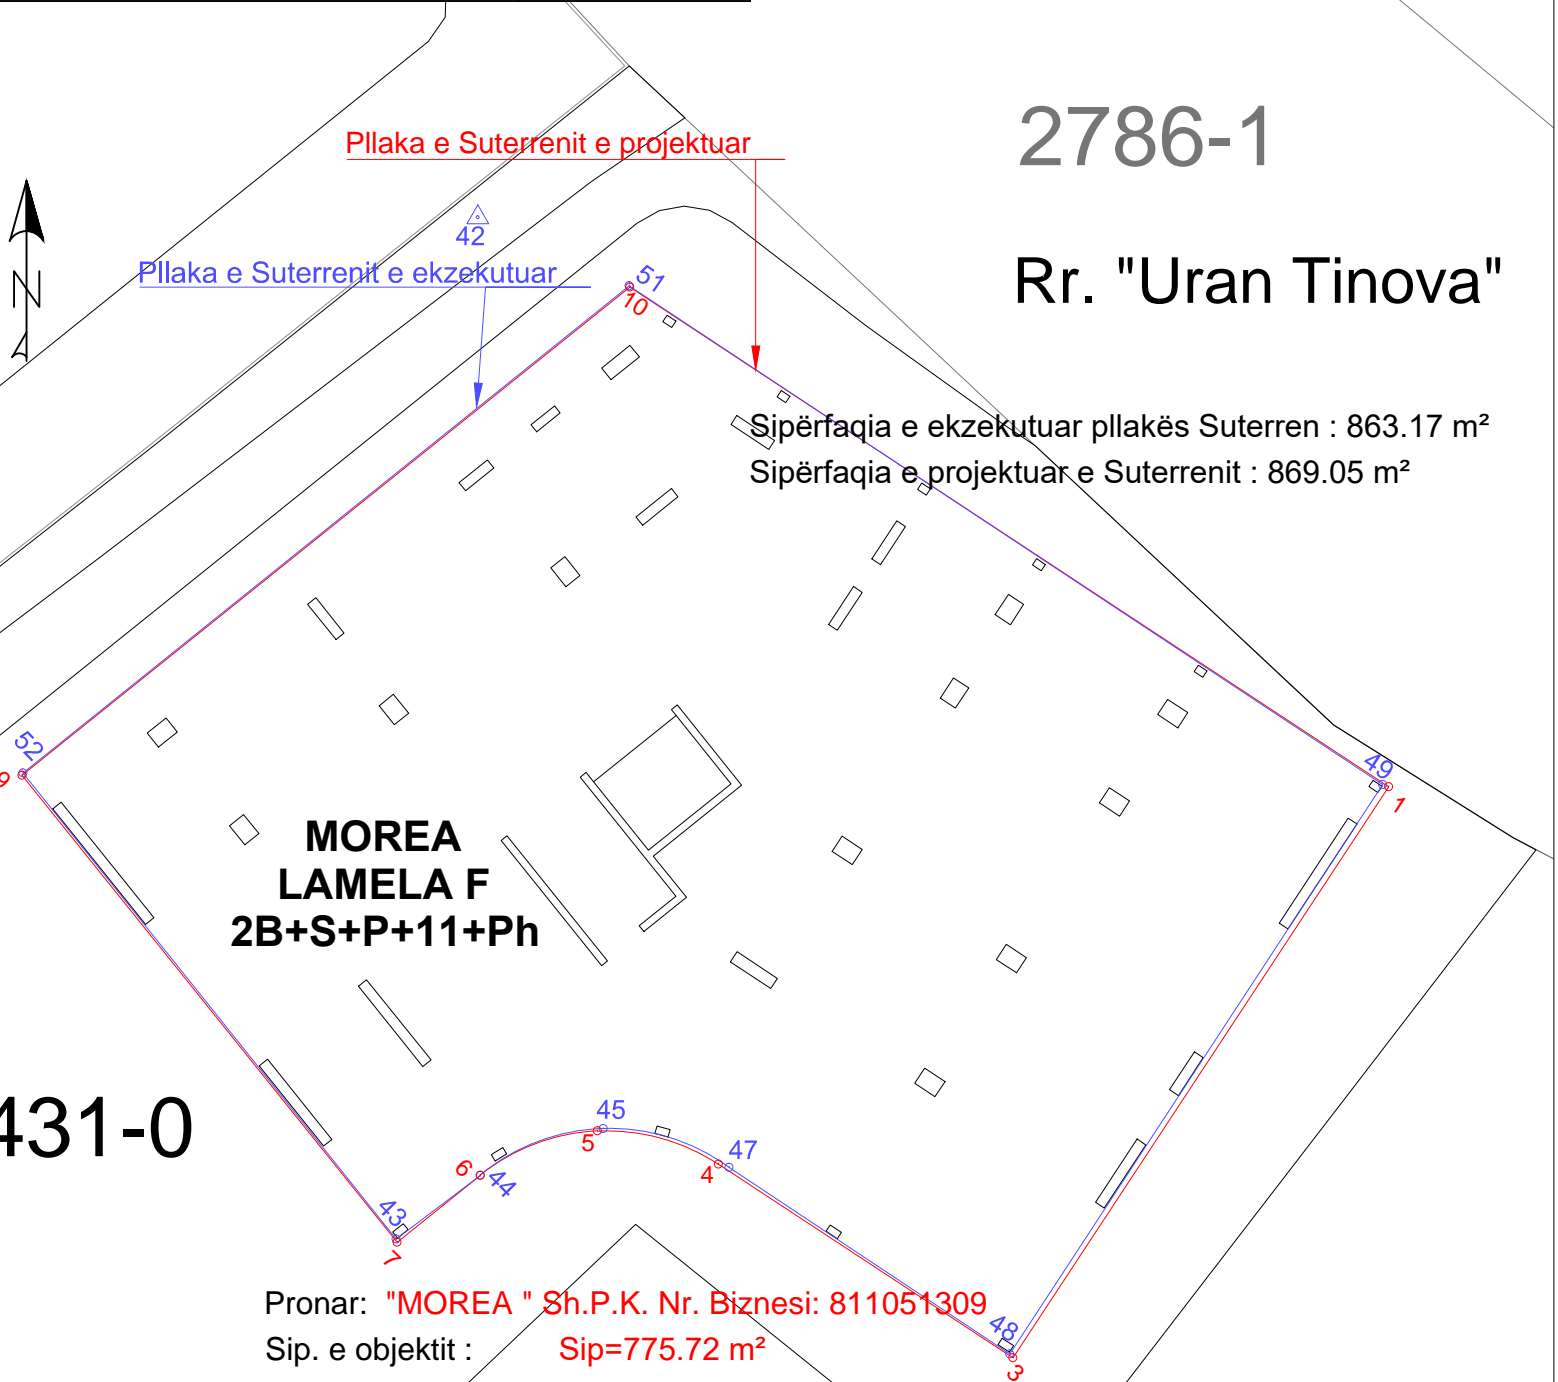 2786-1
Pllaka e Suterrenit e projektuar
42
Pllaka e Suterrenit e ekzekutuar
Rr. "Uran Tinova"
N
51
10
Sipërfaqia e ekzekutuar pllakës Suterren : 863.17 m²
Sipërfaqia e projektuar e Suterrenit : 869.05 m²
52
9
49
1
MOREA
LAMELA F
2B+S+P+11+Ph
431-0
45
5
47
4
6
44
43
7
Pronar: "MOREA " Sh.P.K. Nr. Biznesi: 811051309
Sip. e objektit : Sip=775.72 m²
48
3